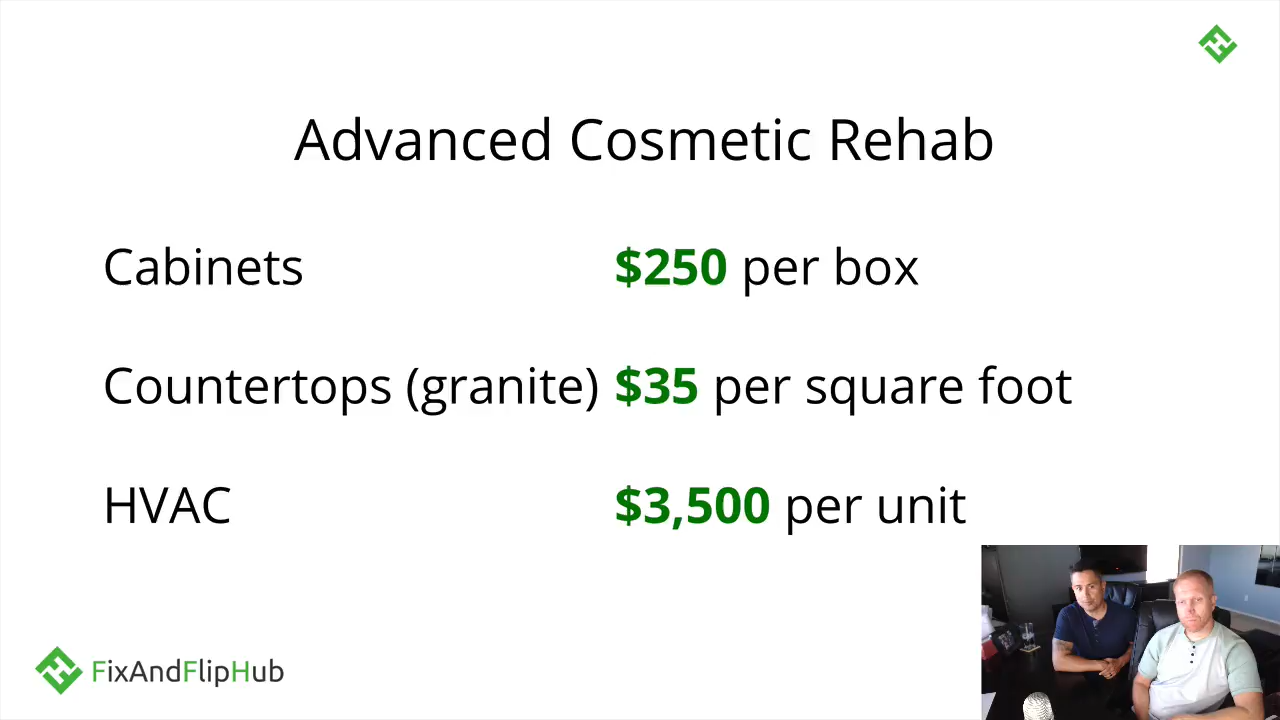 Advanced Cosmetic Rehab
Cabinets $250 per box
Countertops (granite) $35 per square foot
HVAC $3,500 per unit
FixAndFlipHub